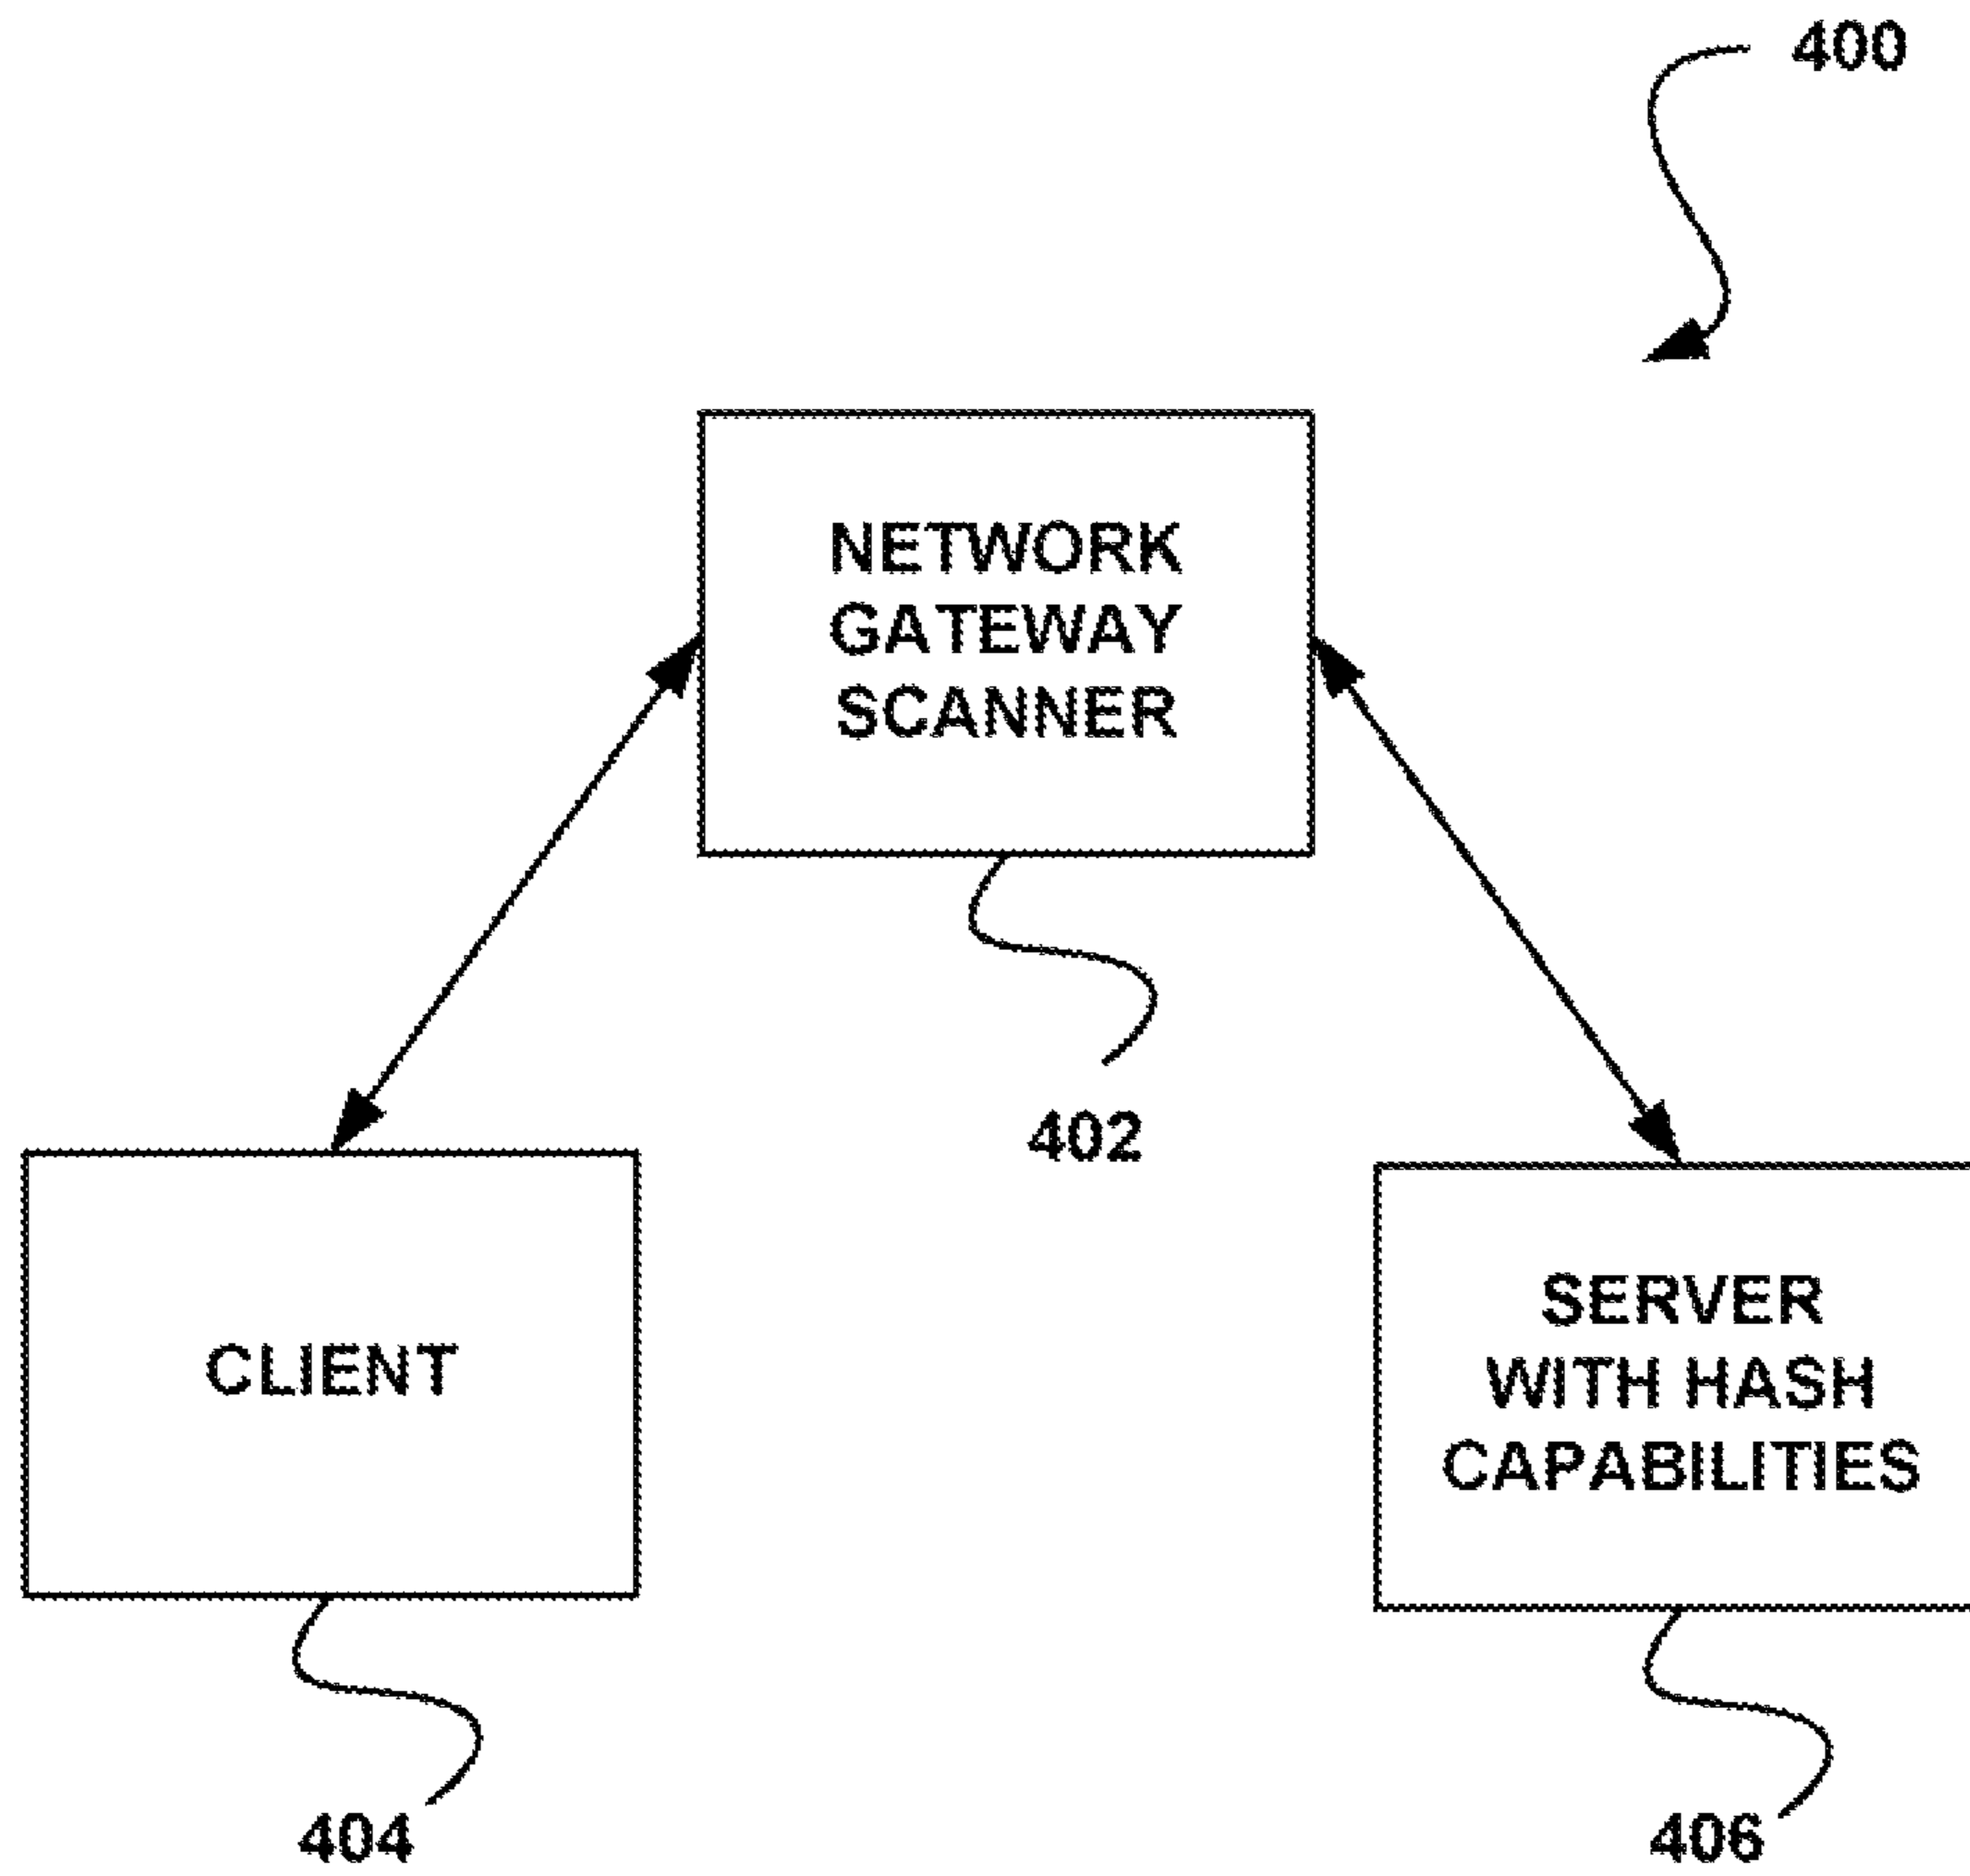 400
NETWORK
GATEWAY
SCANNER
402
CLIENT
SERVER
WITH HASH
CAPABILITIES
404
406